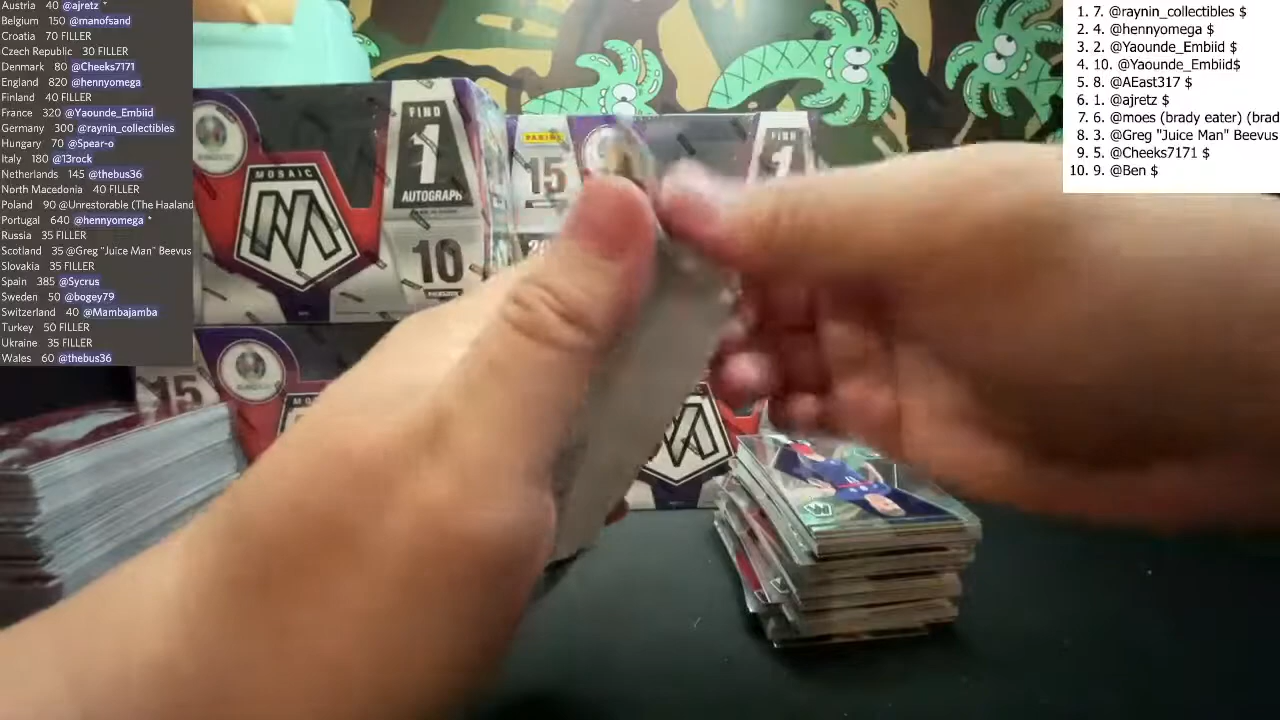 Austria 40 @ajretz *
Belgium 150 @manofsand
Croatia 70 FILLER
Czech Republic 30 FILLER
Denmark 80 @Cheeks7171
England 820 @hennyomega
Finland 40 FILLER
France 320 @Yaounde_Embiid
Germany 300 @raynin_collectibles
Hungary 70 @Spear-o
Italy 180 @13rock
Netherlands 145 @thebus36
North Macedonia 40 FILLER
Poland 90 @Unrestorable (The Haaland
Portugal 640 @hennyomega *
Russia 35 FILLER
Scotland 35 @Greg "Juice Man" Beevus
Slovakia 35 FILLER
Spain 385 @Sycrus
Sweden 50 @bogey79
Switzerland 40 @Mambajamba
Turkey 50 FILLER
Ukraine 35 FILLER
Wales 60 @thebus36
1. 7. @raynin_collectibles $
2. 4. @hennyomega $
3. 2. @Yaounde_Embiid $
4. 10. @Yaounde_Embiid$
5. 8. @AEast317 $
6. 1. @ajretz $
7. 6. @moes (brady eater) (brad
8. 3. @Greg "Juice Man" Beevus
9. 5. @Cheeks7171 $
10. 9. @Ben $
MOSAIC
M
FIND
1
AUTOGRAPH
10
PANINI
15
20
FIND
1
15
M